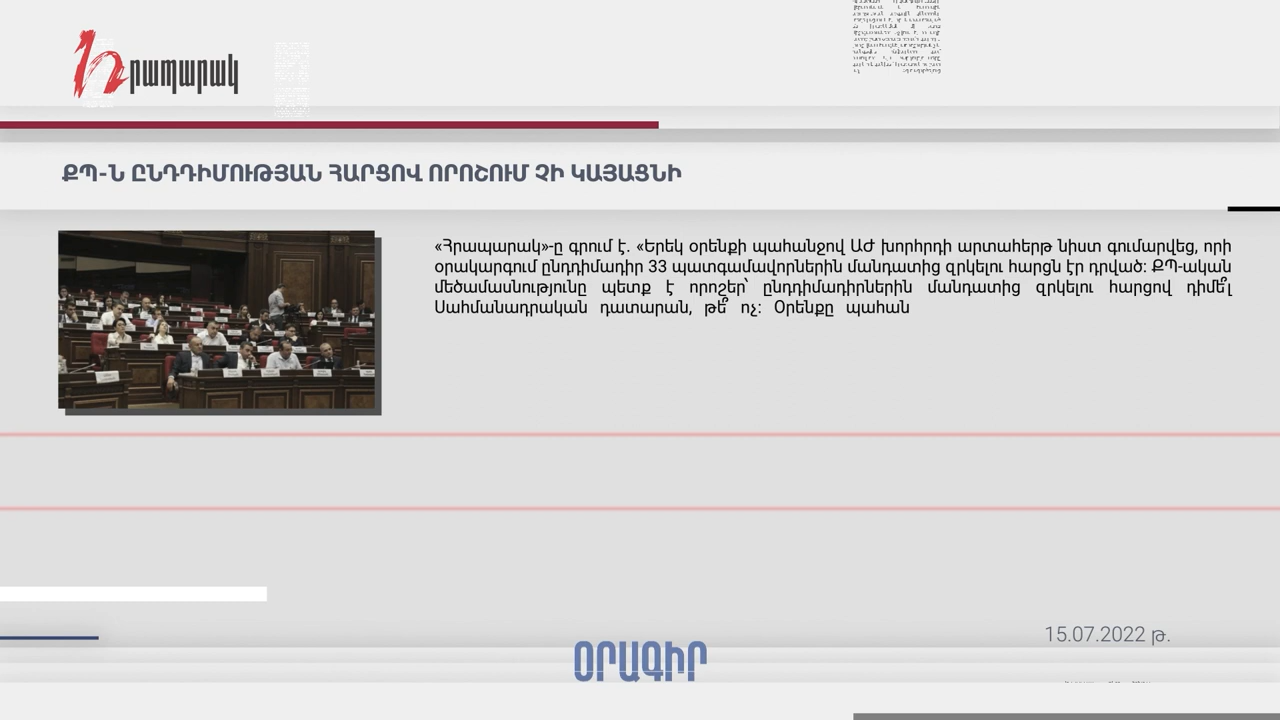 Հրապարակ
ՔՊ-Ն ԸՆԴԴԻՄՈՒԹՅԱՆ ՀԱՐՑՈՎ ՈՐՈՇՈՒՄ ՉԻ ԿԱՅԱՑՆԻ
«Հրապարակ»-ը գրում է. «Երեկ օրենքի պահանջով ԱԺ խորհրդի արտահերթ նիստ գումարվեց, որի
օրակարգում ընդդիմադիր 33 պատգամավորներին մանդատից զրկելու հարցն էր դրված: ՔՊ-ական
մեծամասնությունը պետք է որոշեր՝ ընդդիմադիրներին մանդատից զրկելու հարցով դիմե՞լ
Սահմանադրական դատարան, թե՞ ոչ: Օրենքը պահան
15.07.2022 թ.
ՕՐԱԳԻՐ